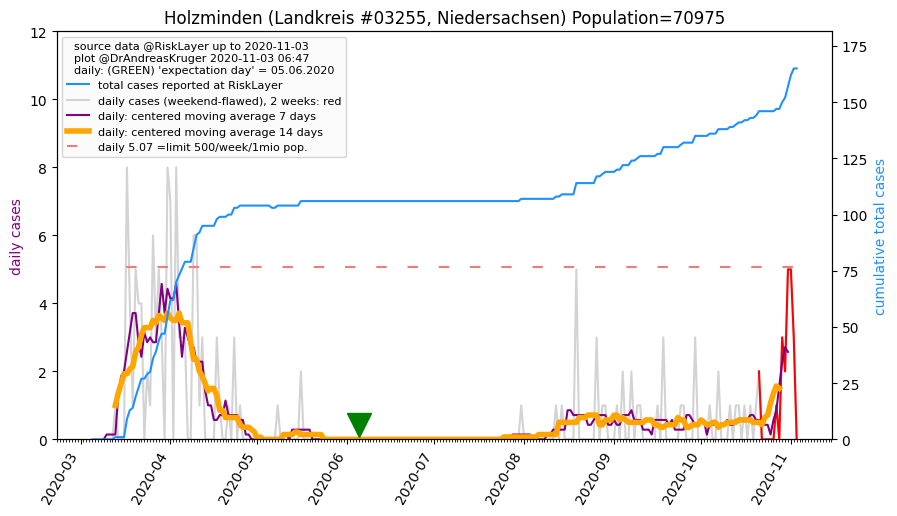 Holzminden (Landkreis #03255, Niedersachsen) Population=70975
source data @RiskLayer up to 2020-11-03
plot @DrAndreasKruger 2020-11-03 06:47
daily: (GREEN) 'expectation day' = 05.06.2020
total cases reported at RiskLayer
daily cases (weekend-flawed), 2 weeks: red
daily: centered moving average 7 days
daily: centered moving average 14 days
daily 5.07 =limit 500/week/1mio pop.
daily cases
12
10
8
6
4
2
0
cumulative total cases
175
150
125
100
75
50
25
0
2020-03
2020-04
2020-05
2020-06
2020-07
2020-08
2020-09
2020-10
2020-11